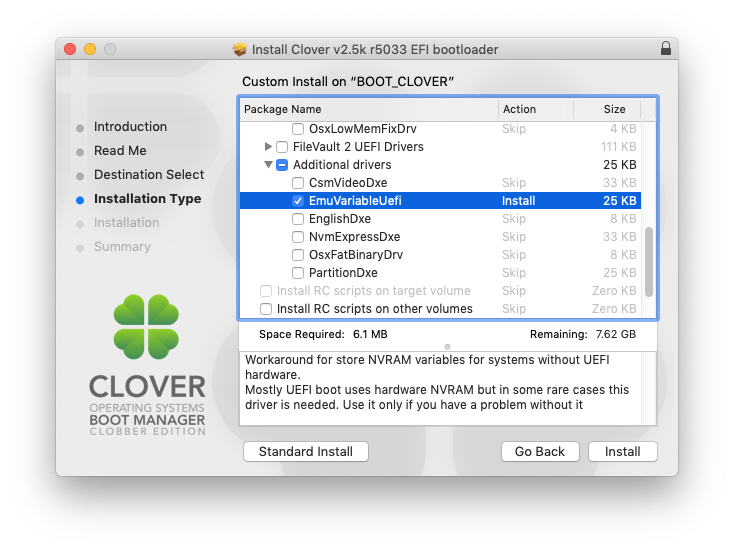 Install Clover v2.5k r5033 EFI bootloader
Custom Install on “BOOT_CLOVER”
Introduction
Read Me
Destination Select
Installation Type
Installation
Summary
CLOVER
OPERATING SYSTEMS
BOOT MANAGER
CLOBBER EDITION
Package Name Action Size
OsxLowMemFixDrv Skip 4 KB
FileVault 2 UEFI Drivers 111 KB
Additional drivers 25 KB
CsmVideoDxe Skip 33 KB
EmuVariableUefi Install 25 KB
EnglishDxe Skip 8 KB
NvmExpressDxe Skip 33 KB
OsxFatBinaryDrv Skip 8 KB
PartitionDxe Skip 25 KB
Install RC scripts on target volume Skip Zero KB
Install RC scripts on other volumes Skip Zero KB
Space Required: 6.1 MB Remaining: 7.62 GB
Workaround for store NVRAM variables for systems without UEFI
hardware.
Mostly UEFI boot uses hardware NVRAM but in some rare cases this
driver is needed. Use it only if you have a problem without it
Standard Install Go Back Install